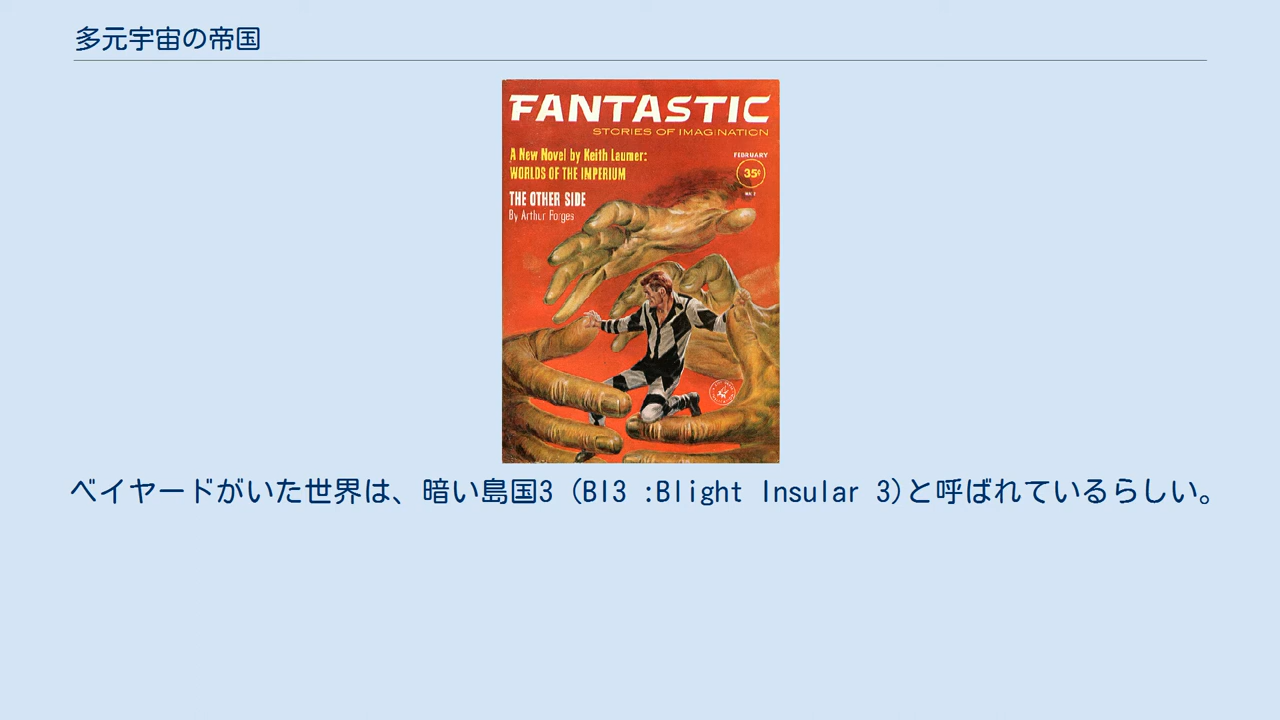 多元宇宙の帝国
FANTASTIC
STORIES OF IMAGINATION
A New Novel by Keith Laumer:
WORLDS OF THE IMPERIUM
FEBRUARY
35¢
THE OTHER SIDE
By Arthur Porges
ベイヤードがいた世界は、暗い島国3 (BI3 :Blight Insular 3)と呼ばれているらしい。